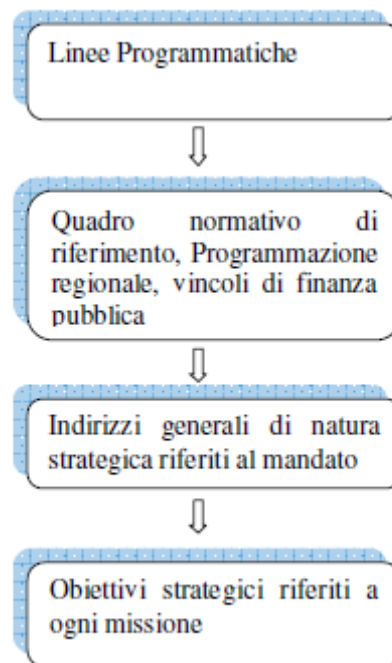 Linee Programmatiche
Quadro normativo di
riferimento, Programmazione
regionale, vincoli di finanza
pubblica
Indirizzi generali di natura
strategica riferiti al mandato
Obiettivi strategici riferiti a
ogni missione